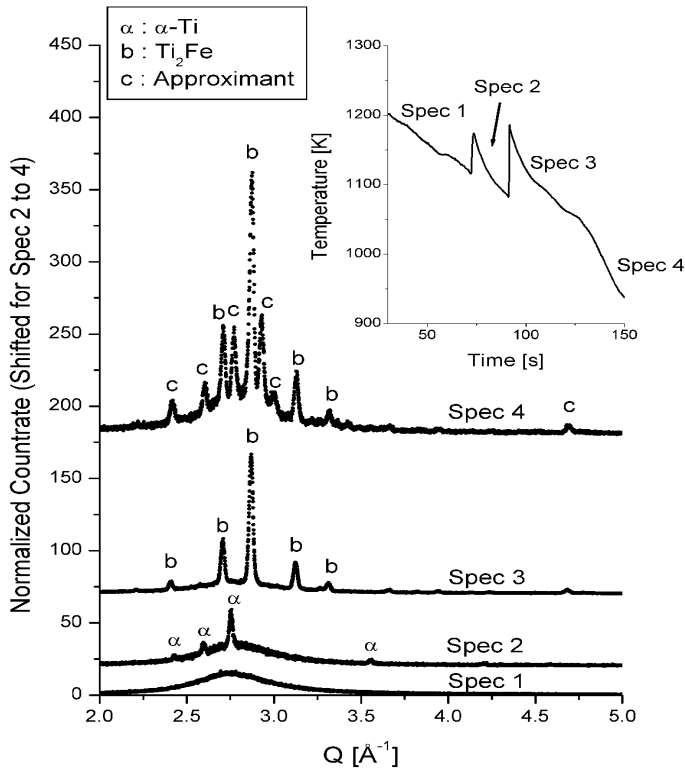 α : α-Ti
b : Ti₂Fe
c : Approximant
Normalized Countrate (Shifted for Spec 2 to 4)
450
400
350
300
250
200
150
100
50
0
2.0
2.5
3.0
3.5
4.0
4.5
5.0
Q [Å⁻¹]
b
b
c
c
c
c
c
b
b
c
Spec 4
b
b
b
b
b
Spec 3
α
α
α
α
Spec 2
Spec 1
Temperature [K]
1300
1200
1100
1000
900
50
100
150
Time [s]
Spec 1
Spec 2
Spec 3
Spec 4